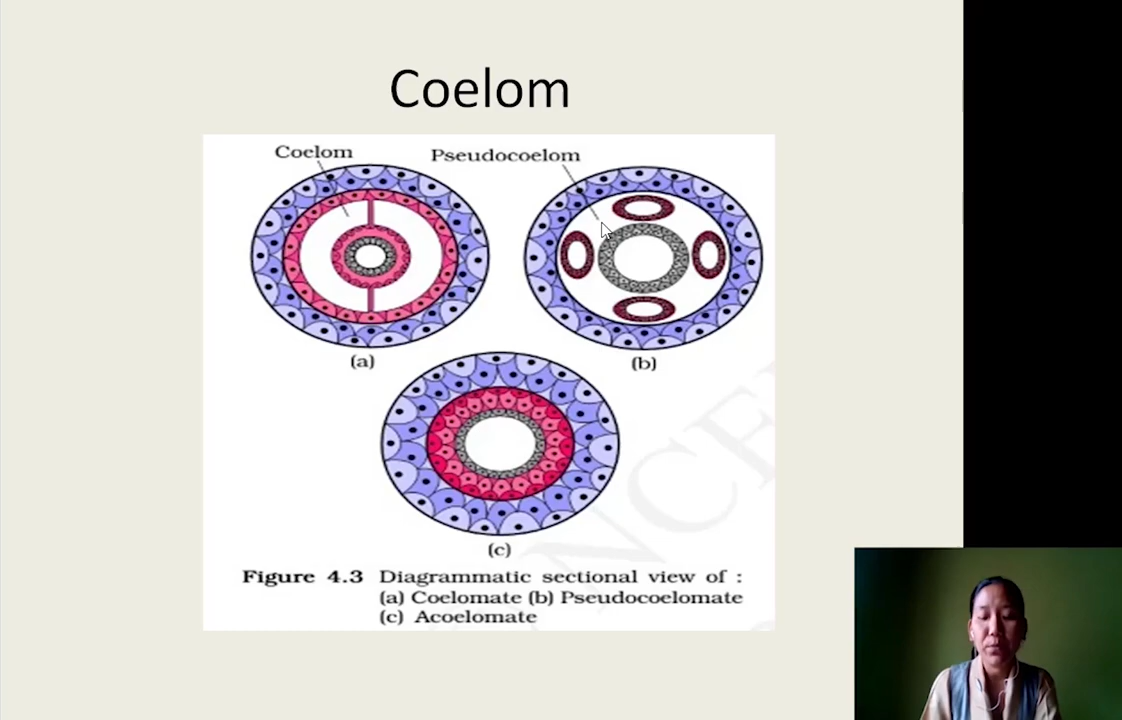 Coelom
Coelom
Pseudocoelom
(a)
(b)
(c)
Figure 4.3 Diagrammatic sectional view of :
(a) Coelomate (b) Pseudocoelomate
(c) Acoelomate